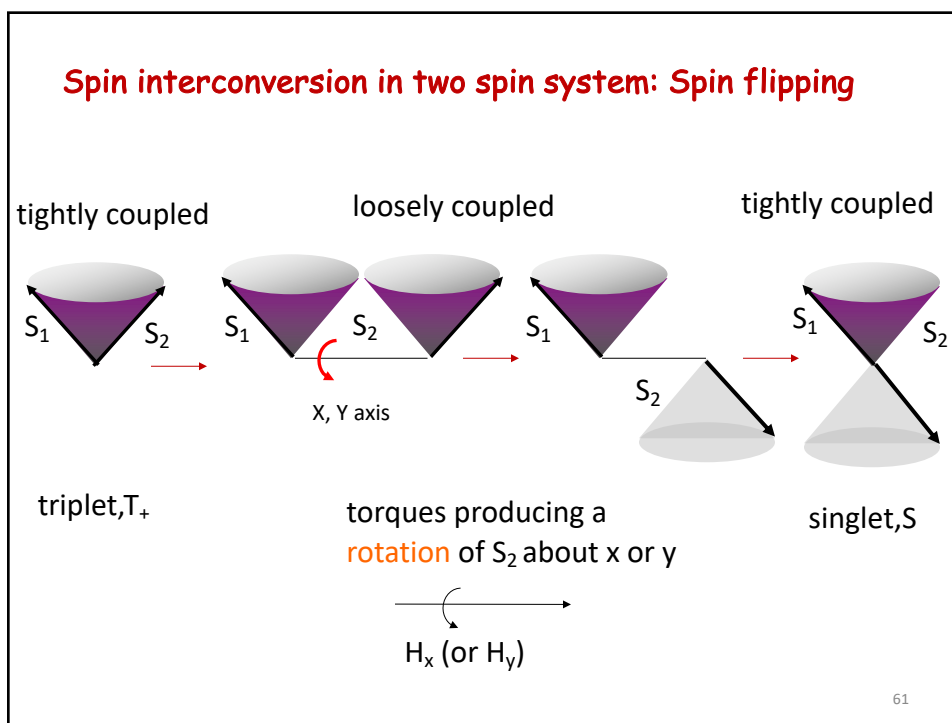 Spin interconversion in two spin system: Spin flipping
tightly coupled
loosely coupled
tightly coupled
S₁
S₂
S₁
S₂
S₁
S₂
S₁
S₂
X, Y axis
triplet,T₊
torques producing a
rotation of S₂ about x or y
singlet,S
Hₓ (or Hᵧ)
61